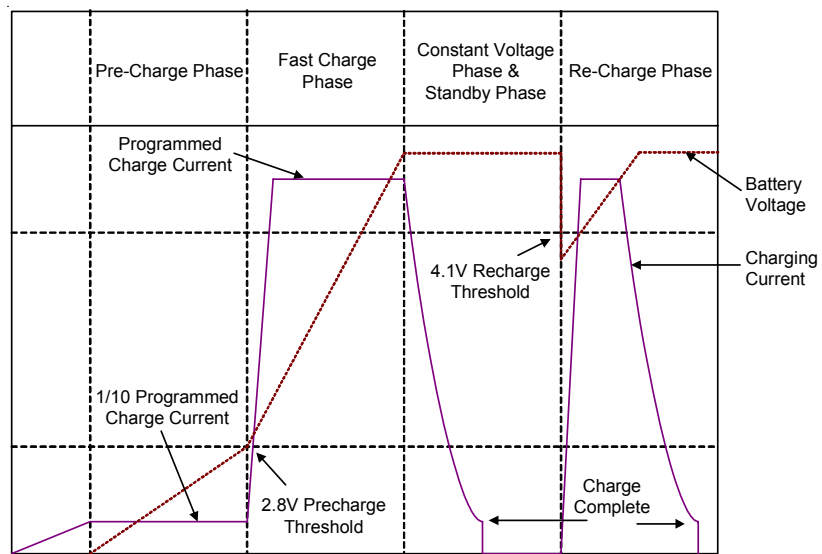 Pre-Charge Phase
Fast Charge
Phase
Constant Voltage
Phase &
Standby Phase
Re-Charge Phase
Programmed
Charge Current
Battery
Voltage
4.1V Recharge
Threshold
Charging
Current
1/10 Programmed
Charge Current
2.8V Precharge
Threshold
Charge
Complete